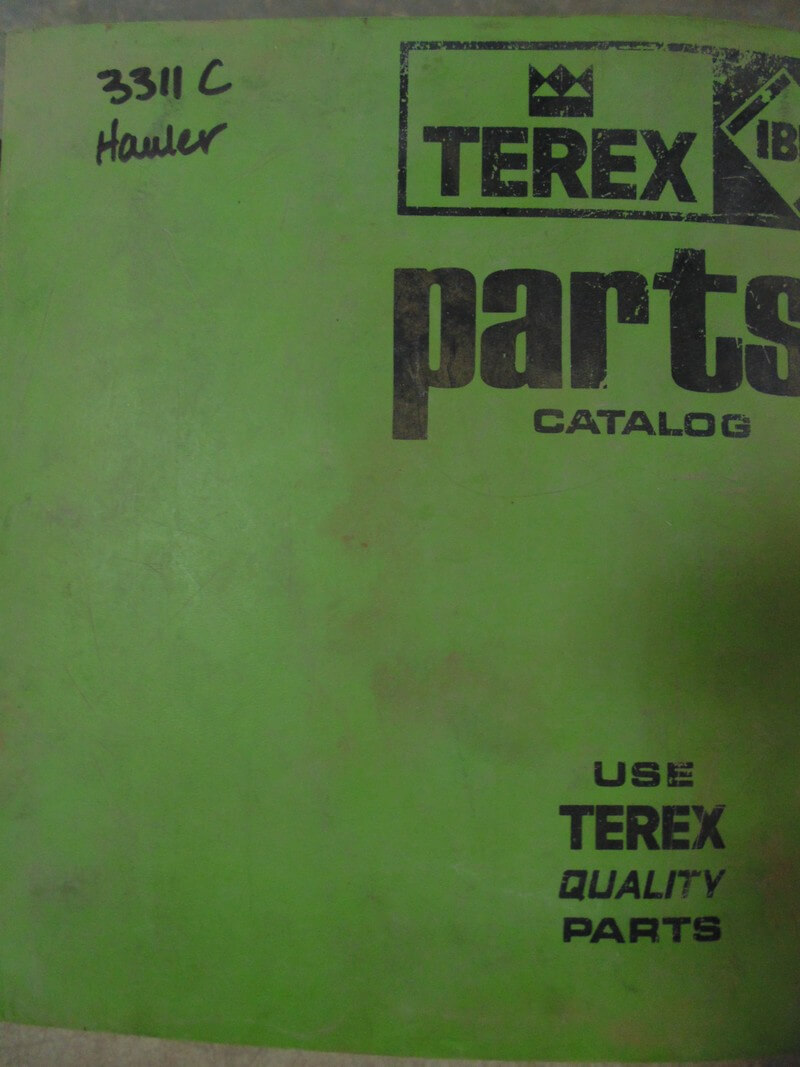 3311 C
Hauler
TEREX
parts
CATALOG
USE
TEREX
QUALITY
PARTS